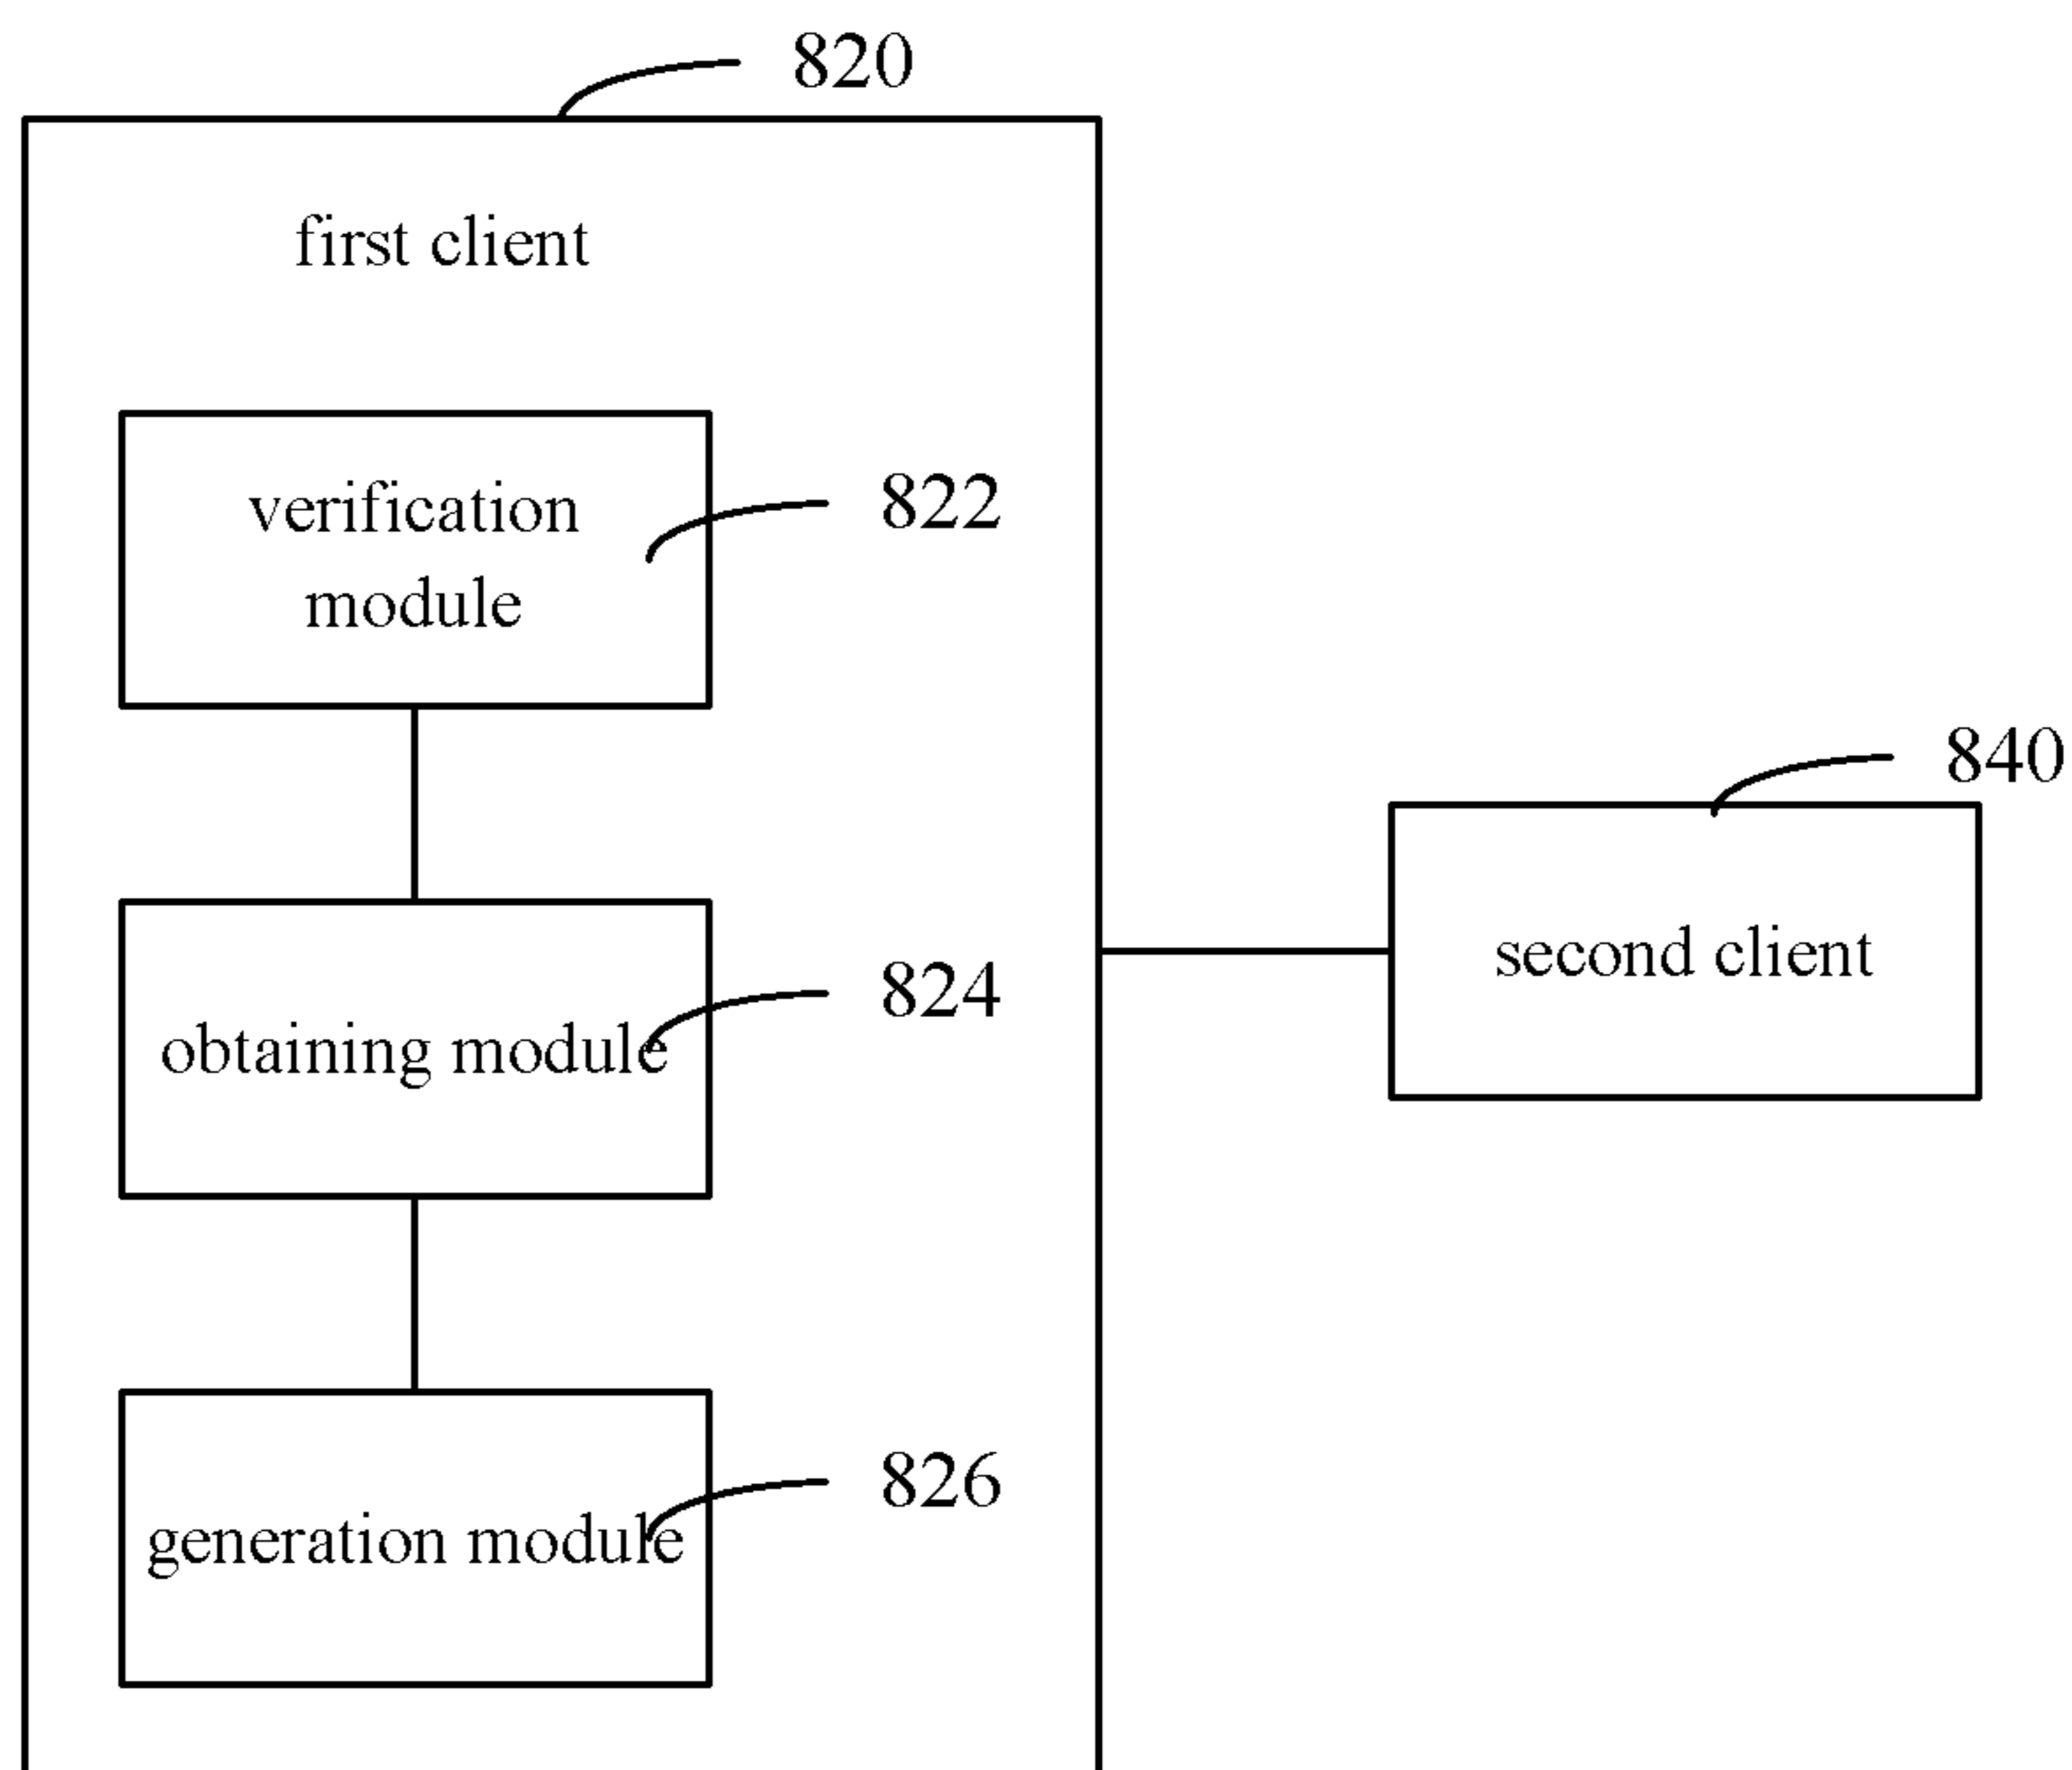 820
first client
verification
module
822
840
second client
obtaining module
824
generation module
826